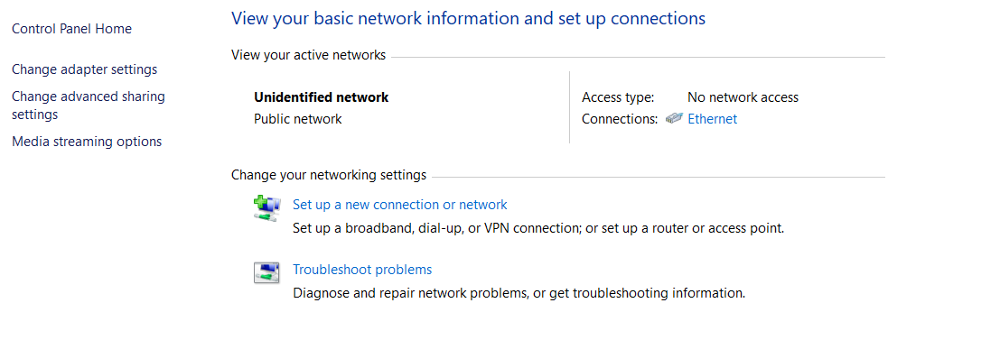 Control Panel Home
Change adapter settings
Change advanced sharing
settings
Media streaming options
View your basic network information and set up connections
View your active networks
Unidentified network
Public network
Access type: No network access
Connections: Ethernet
Change your networking settings
Set up a new connection or network
Set up a broadband, dial-up, or VPN connection; or set up a router or access point.
Troubleshoot problems
Diagnose and repair network problems, or get troubleshooting information.